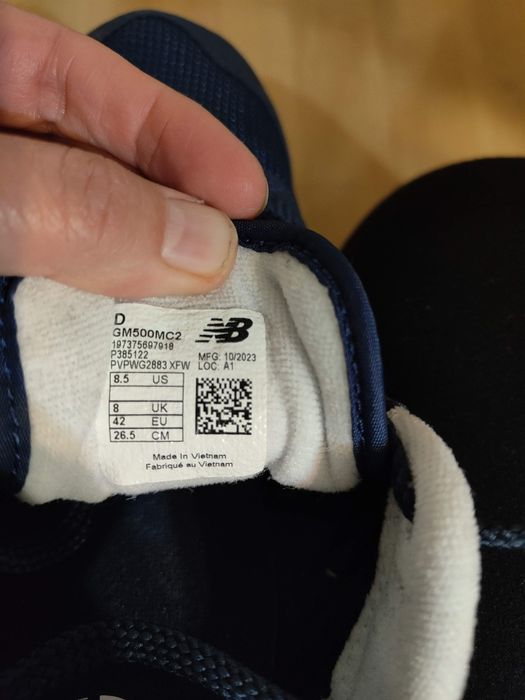 D
GM500MC2
NB
197375697918
P385122
PVPWG2883 XFW
MFG: 10/2023
LOC: A1
8.5 US
8 UK
42 EU
26.5 CM
Made In Vietnam
Fabriqué au Vietnam